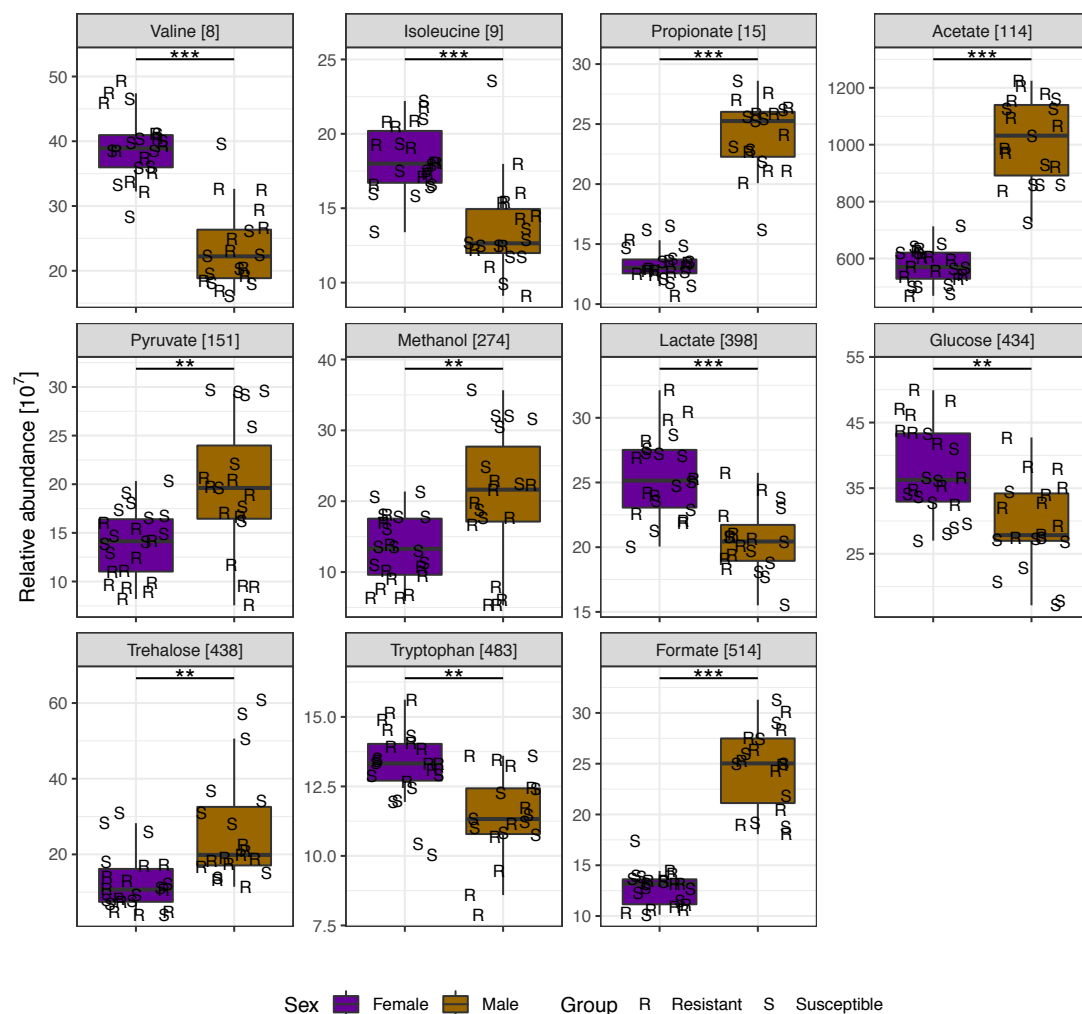 Valine [8] Isoleucine [9] Propionate [15] Acetate [114]
*** *** *** ***
50 40 30 20
25 20 15 10
30 25 20 15 10
1200 1000 800 600
Pyruvate [151] Methanol [274] Lactate [398] Glucose [434]
** ** *** **
30 25 20 15 10
40 30 20 10
30 25 20 15
55 45 35 25
Trehalose [438] Tryptophan [483] Formate [514]
** ** ***
60 40 20
15.0 12.5 10.0 7.5
35 30 25 20 15 10
Relative abundance [10⁷]
Sex Female Male Group R Resistant S Susceptible